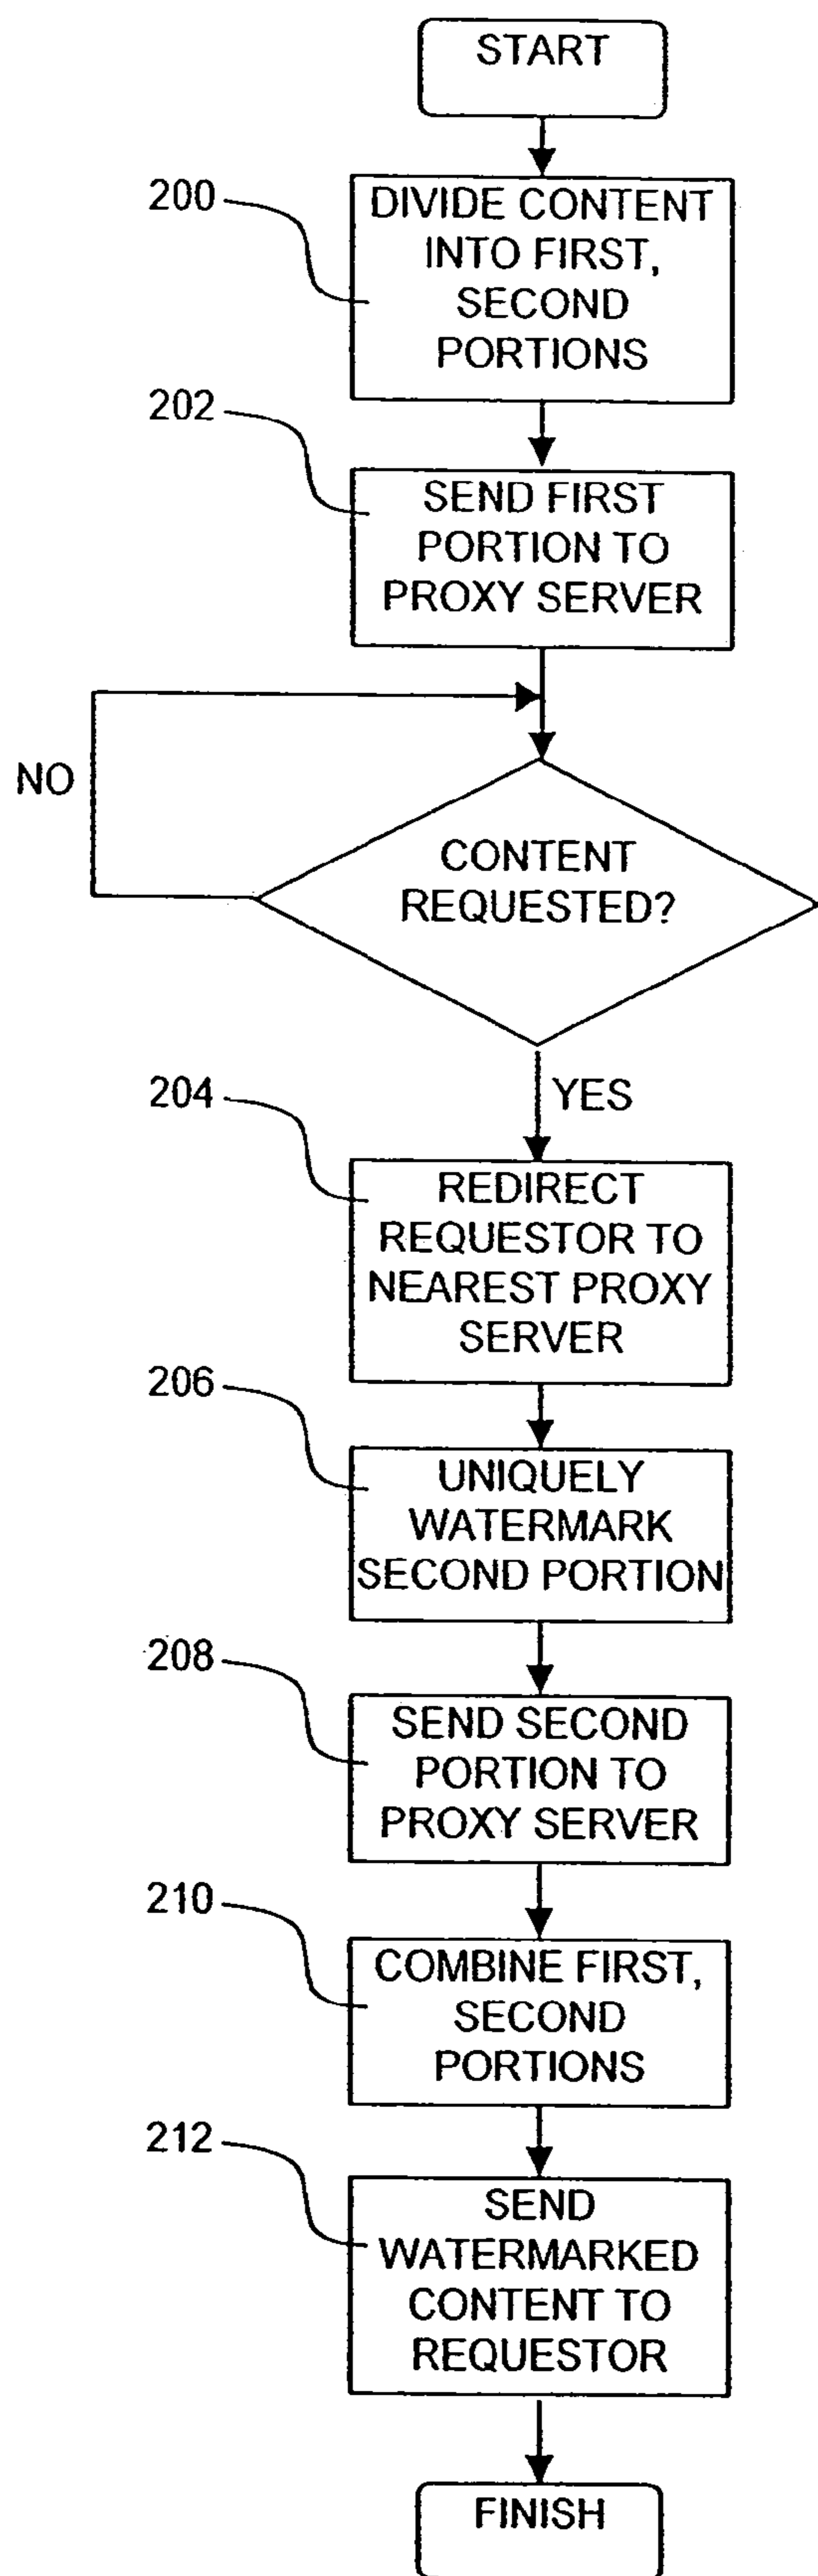 START
200
DIVIDE CONTENT
INTO FIRST,
SECOND
PORTIONS
202
SEND FIRST
PORTION TO
PROXY SERVER
NO
CONTENT
REQUESTED?
204
YES
REDIRECT
REQUESTOR TO
NEAREST PROXY
SERVER
206
UNIQUELY
WATERMARK
SECOND PORTION
208
SEND SECOND
PORTION TO
PROXY SERVER
210
COMBINE FIRST,
SECOND
PORTIONS
212
SEND
WATERMARKED
CONTENT TO
REQUESTOR
FINISH